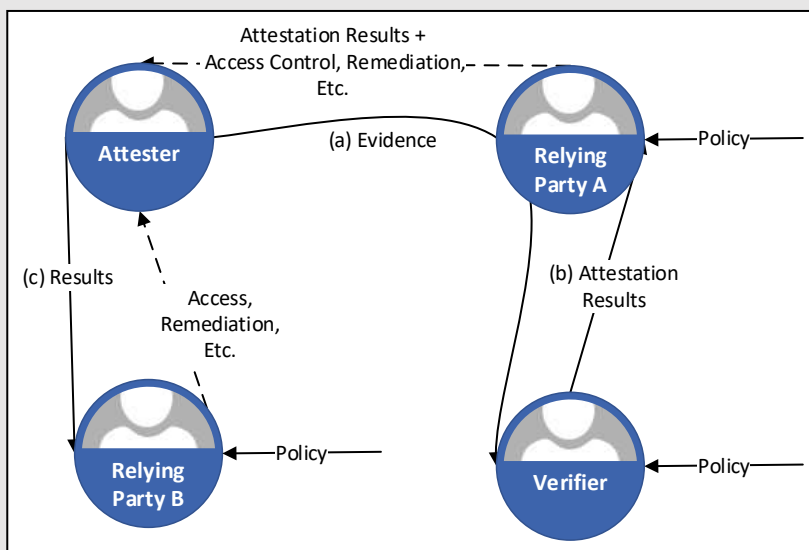 Attestation Results +
Access Control, Remediation,
Etc.
Attester
(a) Evidence
Relying
Party A
Policy
(c) Results
(b) Attestation
Results
Access,
Remediation,
Etc.
Relying
Party B
Policy
Verifier
Policy